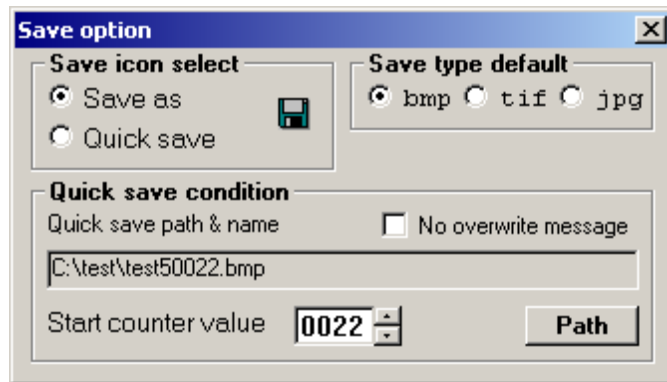 Save option
Save icon select
Save as
Quick save
Save type default
bmp tif jpg
Quick save condition
Quick save path & name
No overwrite message
C:\test\test50022.bmp
Start counter value 0022
Path